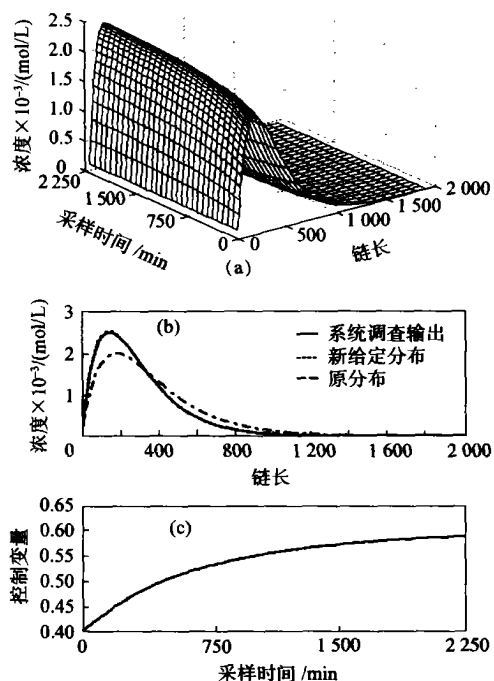 2.5
2.0
1.5
1.0
0.5
0
浓度×10⁻³/(mol/L)
2 250
1 500
750
0
采样时间 /min
0
500
1 000
1 500
2 000
链长
(a)
(b)
3
2
1
0
浓度×10⁻³/(mol/L)
系统调查输出
新给定分布
原分布
400
800
1 200
1 600
2 000
链长
(c)
0.65
0.60
0.55
0.50
0.45
0.40
控制变量
0
750
1 500
2 250
采样时间 /min